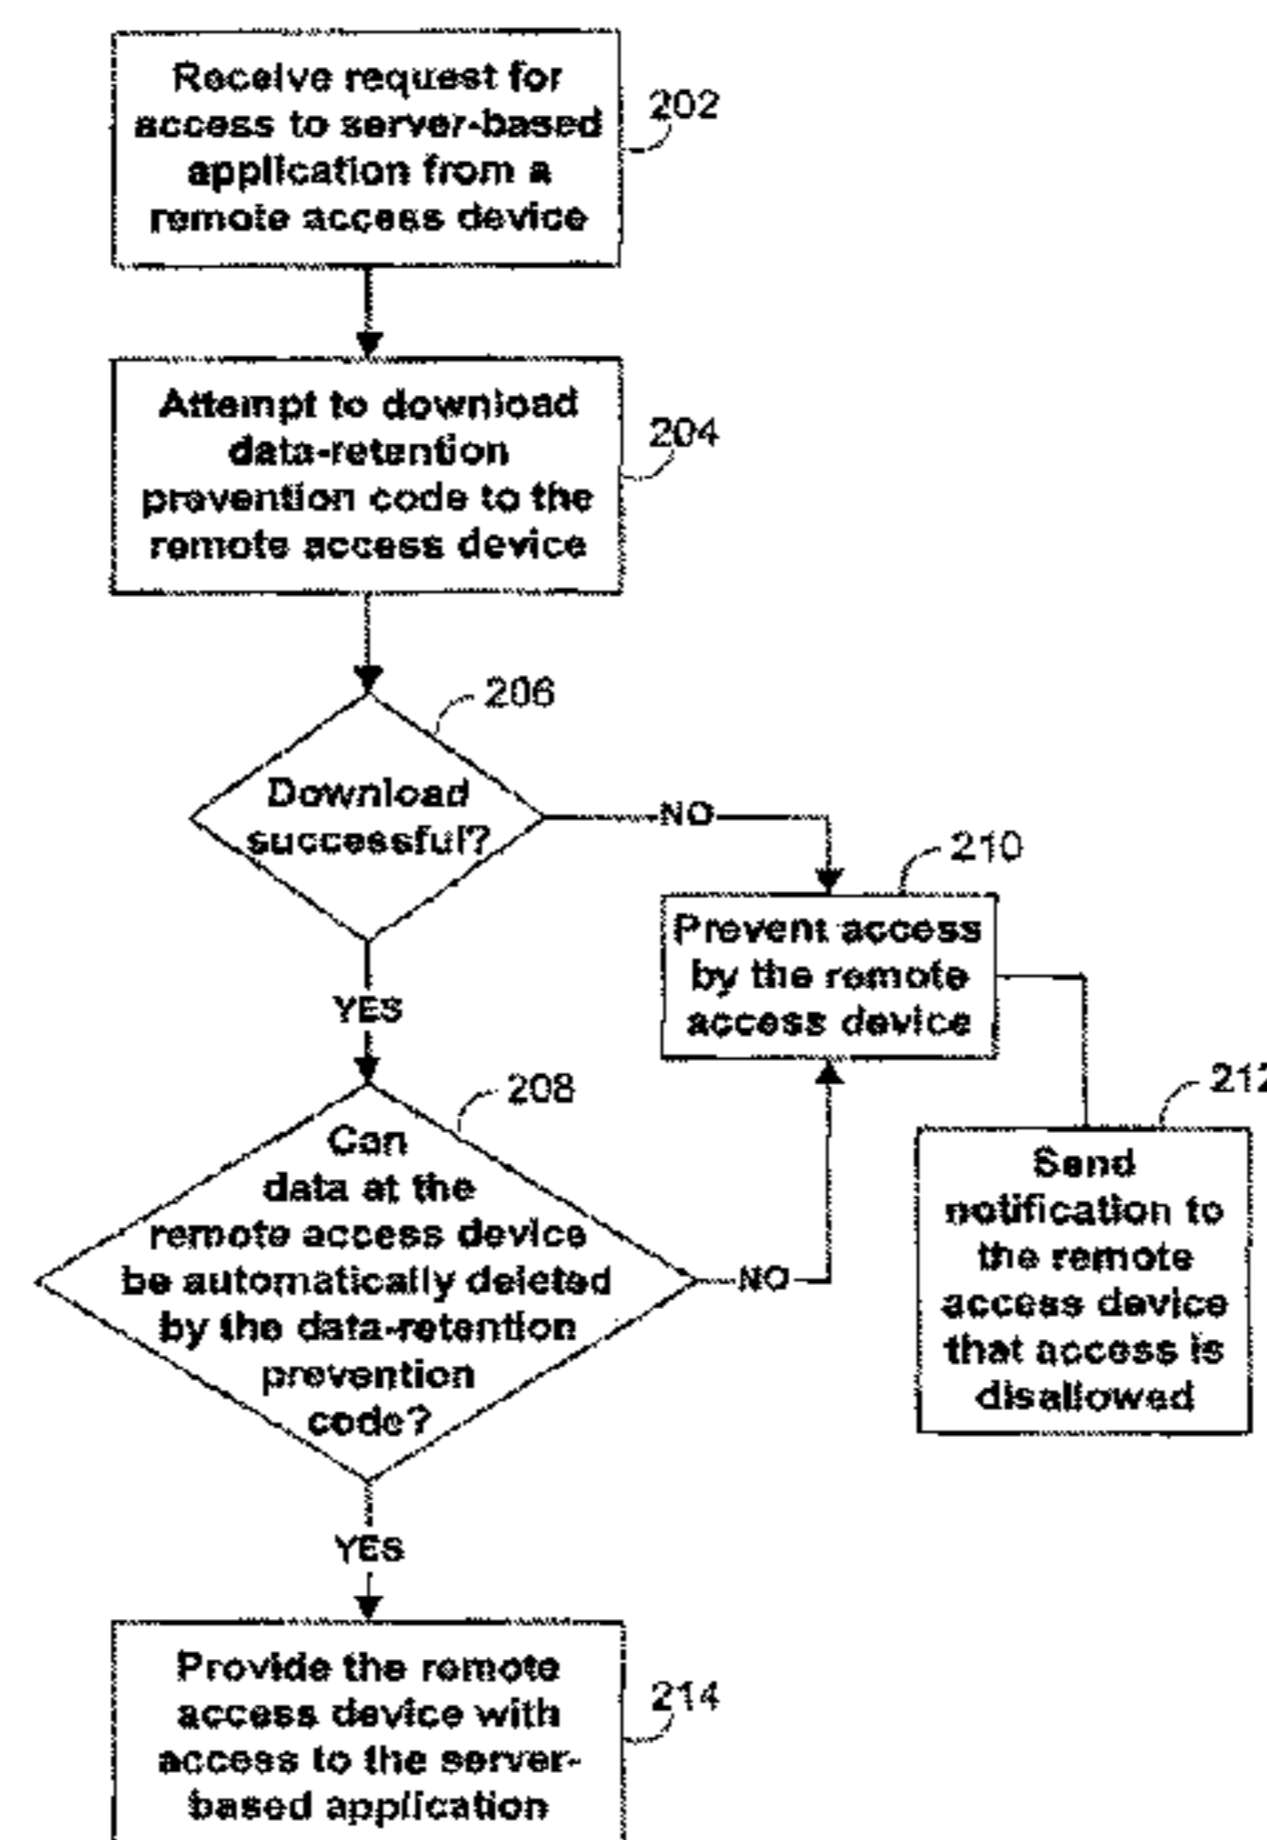 Receive request for
access to server-based
application from a
remote access device
202
Attempt to download
data-retention
prevention code to the
remote access device
204
206
Download
successful?
NO
210
Prevent access
by the remote
access device
YES
208
Can
data at the
remote access device
be automatically deleted
by the data-retention
prevention
code?
NO
212
Send
notification to
the remote
access device
that access is
disallowed
YES
Provide the remote
access device with
access to the server-
based application
214